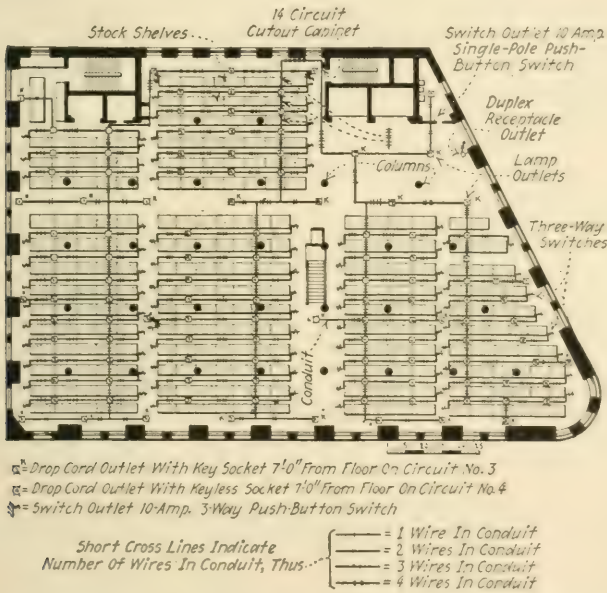 14 Circuit
Cutout Cabinet
Stock Shelves
Switch Outlet 10 Amp.
Single-Pole Push-
Button Switch
Duplex
Receptacle
Outlet
Lamp
Outlets
Columns
Three-Way
Switches
Conduit
= Drop Cord Outlet With Key Socket 7'-0" From Floor On Circuit No. 3
= Drop Cord Outlet With Keyless Socket 7'-0" From Floor On Circuit No. 4
= Switch Outlet 10-Amp. 3-Way Push-Button Switch
Short Cross Lines Indicate
Number Of Wires In Conduit, Thus
= 1 Wire In Conduit
= 2 Wires In Conduit
= 3 Wires In Conduit
= 4 Wires In Conduit